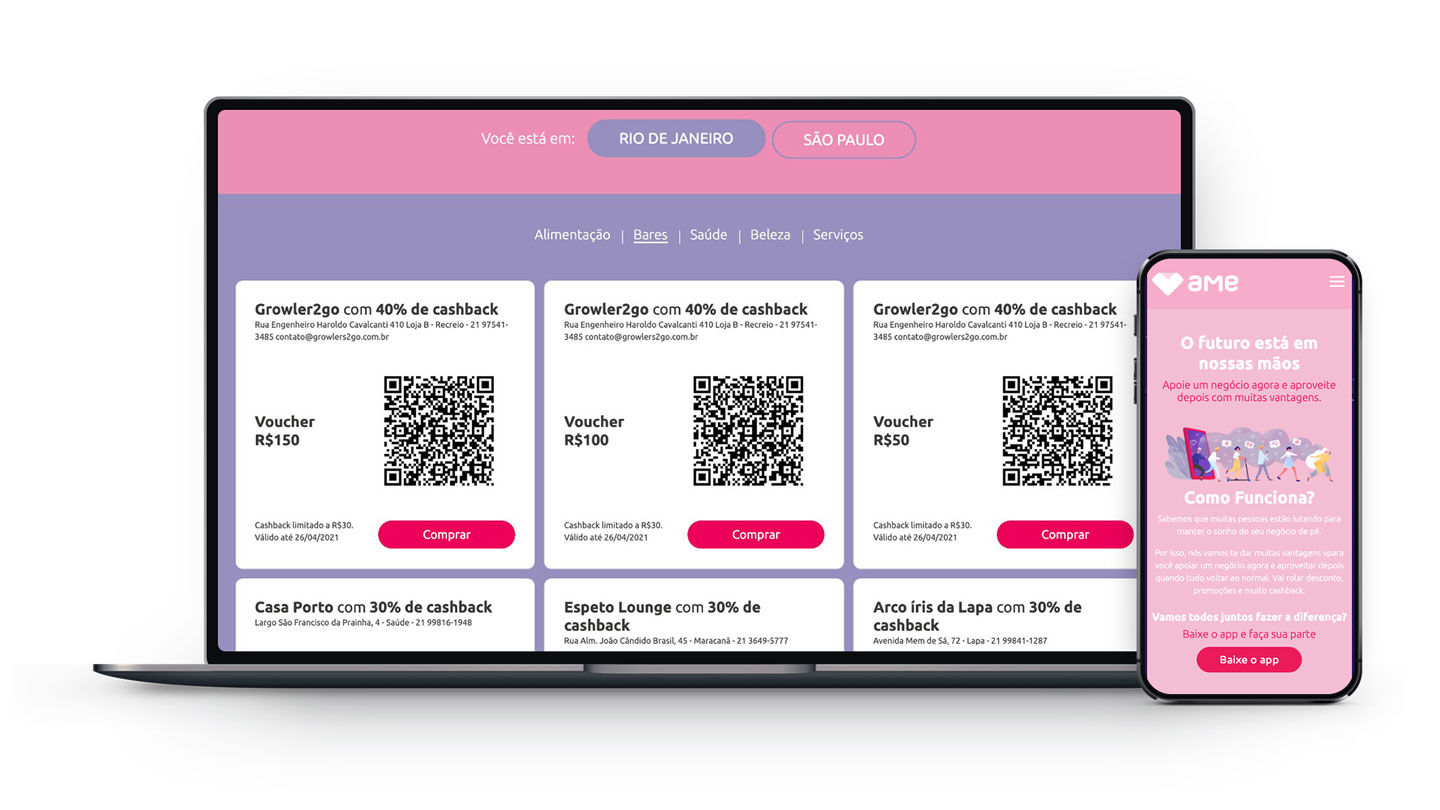 Você está em: RIO DE JANEIRO SÃO PAULO
Alimentação | Bares | Saúde | Beleza | Serviços
Growler2go com 40% de cashback
Rua Engenheiro Haroldo Cavalcanti 410 Loja B - Recreio - 21 97541-
3485 contato@growlers2go.com.br
Voucher
R$150
Cashback limitado a R$30.
Válido até 26/04/2021
Comprar
Growler2go com 40% de cashback
Rua Engenheiro Haroldo Cavalcanti 410 Loja B - Recreio - 21 97541-
3485 contato@growlers2go.com.br
Voucher
R$100
Cashback limitado a R$30.
Válido até 26/04/2021
Comprar
Growler2go com 40% de cashback
Rua Engenheiro Haroldo Cavalcanti 410 Loja B - Recreio - 21 97541-
3485 contato@growlers2go.com.br
Voucher
R$50
Cashback limitado a R$30.
Válido até 26/04/2021
Comprar
Casa Porto com 30% de cashback
Largo São Francisco da Prainha, 4 - Saúde - 21 99816-1948
Espeto Lounge com 30% de
cashback
Rua Alm. João Cândido Brasil, 45 - Maracanã - 21 3649-5777
Arco íris da Lapa com 30% de
cashback
Avenida Mem de Sá, 72 - Lapa - 21 99841-1287
ame
O futuro está em
nossas mãos
Apoie um negócio agora e aproveite
depois com muitas vantagens.
Como Funciona?
Sabemos que muitas pessoas estão lutando para
manter o sonho do seu negócio de pé.
Por isso, nós vamos te dar muitas vantagens vpara
você apoiar um negócio agora e aproveitar depois
quando tudo voltar ao normal. Vai rolar desconto,
promoções e muito cashback.
Vamos todos juntos fazer a diferença?
Baixe o app e faça sua parte
Baixe o app